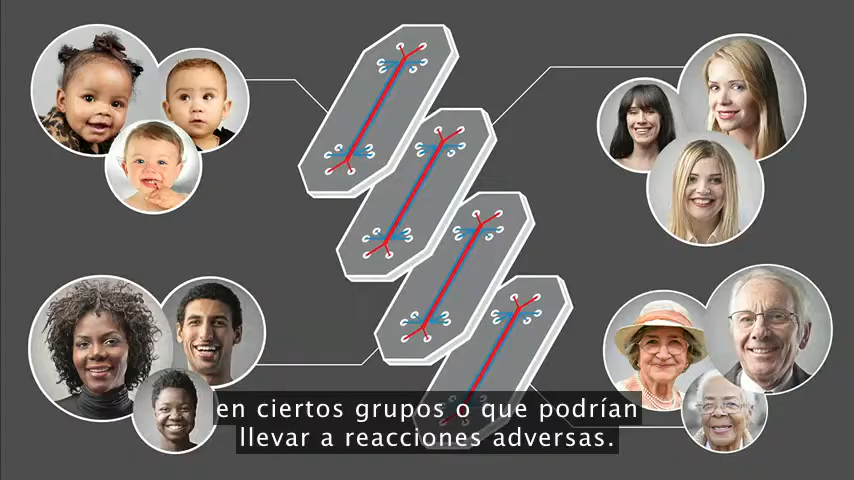 en ciertos grupos o que podrían
llevar a reacciones adversas.